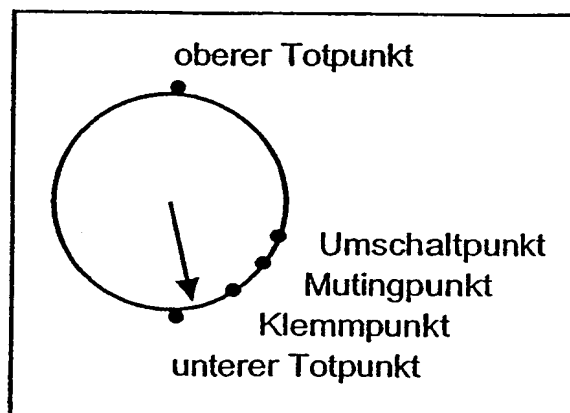 oberer Totpunkt
Umschaltpunkt
Mutingpunkt
Klemmpunkt
unterer Totpunkt